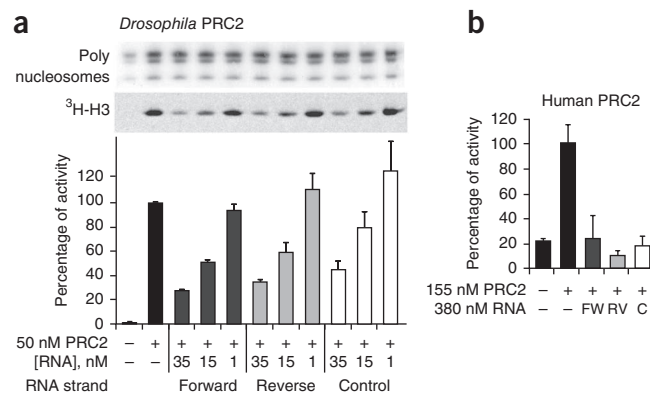 a
b
Drosophila PRC2
Poly
nucleosomes
³H-H3
Percentage of activity
120
100
80
60
40
20
0
50 nM PRC2 – + + + + + + + + + +
[RNA], nM – – 35 15 1 35 15 1 35 15 1
RNA strand Forward Reverse Control
Human PRC2
Percentage of activity
120
100
80
60
40
20
0
155 nM PRC2 – + + + +
380 nM RNA – – FW RV C